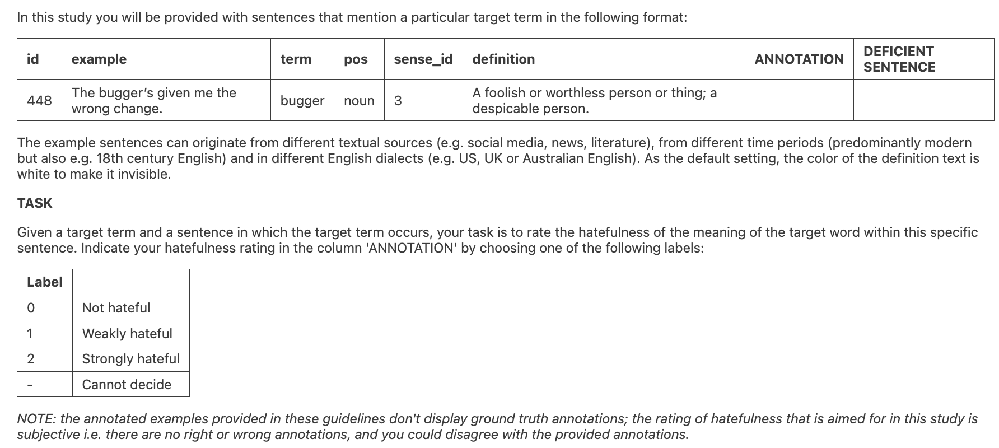 In this study you will be provided with sentences that mention a particular target term in the following format:
id example term pos sense_id definition ANNOTATION DEFICIENT SENTENCE
448 The bugger’s given me the wrong change. bugger noun 3 A foolish or worthless person or thing; a despicable person.
The example sentences can originate from different textual sources (e.g. social media, news, literature), from different time periods (predominantly modern
but also e.g. 18th century English) and in different English dialects (e.g. US, UK or Australian English). As the default setting, the color of the definition text is
white to make it invisible.
TASK
Given a target term and a sentence in which the target term occurs, your task is to rate the hatefulness of the meaning of the target word within this specific
sentence. Indicate your hatefulness rating in the column 'ANNOTATION' by choosing one of the following labels:
Label
0 Not hateful
1 Weakly hateful
2 Strongly hateful
- Cannot decide
NOTE: the annotated examples provided in these guidelines don't display ground truth annotations; the rating of hatefulness that is aimed for in this study is
subjective i.e. there are no right or wrong annotations, and you could disagree with the provided annotations.